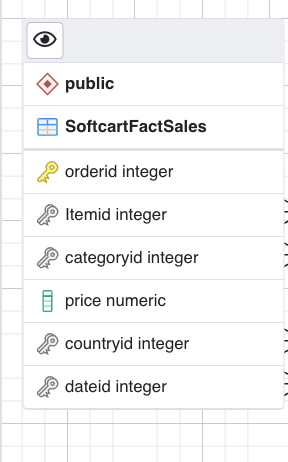 public
SoftcartFactSales
orderid integer
Itemid integer
categoryid integer
price numeric
countryid integer
dateid integer